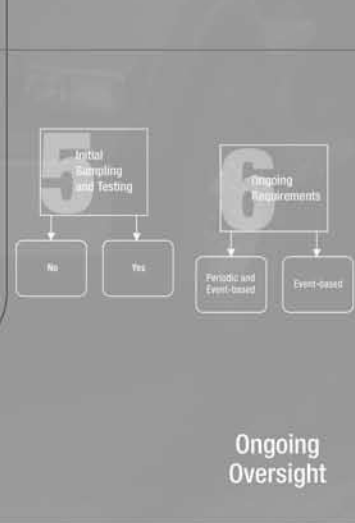 5
Initial
Sampling
and Testing
No
Yes
6
Ongoing
Requirements
Periodic and
Event-based
Event-based
Ongoing
Oversight